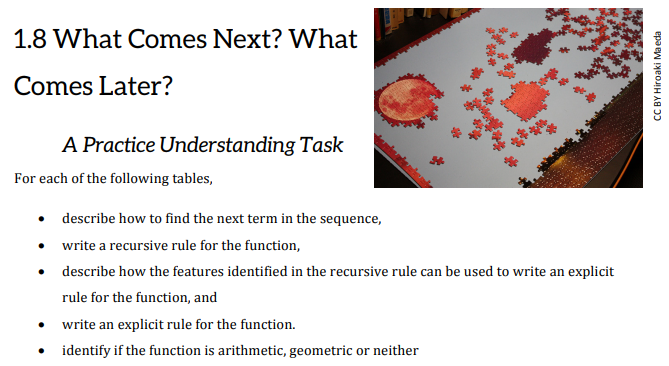 1.8 What Comes Next? What
Comes Later?
A Practice Understanding Task
For each of the following tables,
• describe how to find the next term in the sequence,
• write a recursive rule for the function,
• describe how the features identified in the recursive rule can be used to write an explicit
rule for the function, and
• write an explicit rule for the function.
• identify if the function is arithmetic, geometric or neither
CC BY Hiroaki Maeda